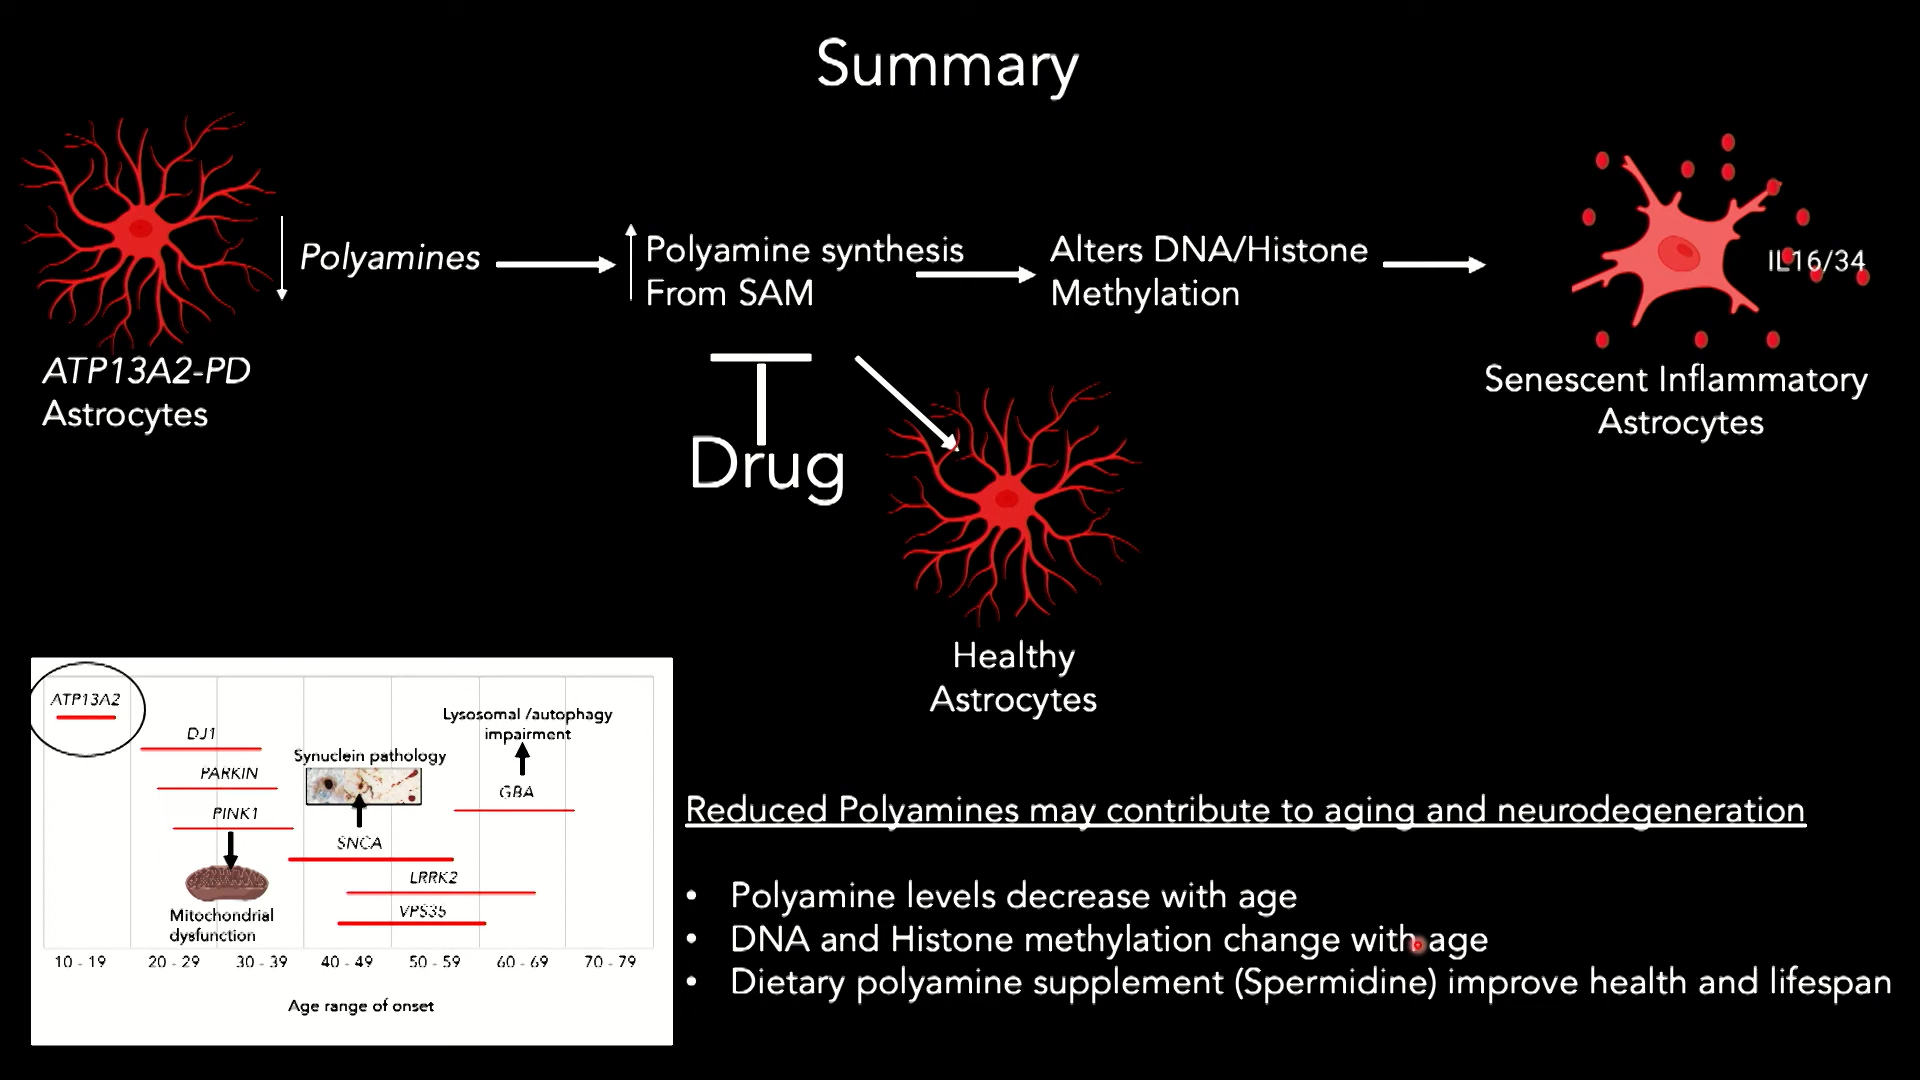 Summary
Polyamines
Polyamine synthesis
From SAM
Alters DNA/Histone
Methylation
IL16/34
ATP13A2-PD
Astrocytes
Senescent Inflammatory
Astrocytes
Drug
Healthy
Astrocytes
ATP13A2
DJ1
PARKIN
PINK1
Mitochondrial
dysfunction
Synuclein pathology
SNCA
LRRK2
VPS35
Lysosomal /autophagy
impairment
GBA
10 - 19 20 - 29 30 - 39 40 - 49 50 - 59 60 - 69 70 - 79
Age range of onset
Reduced Polyamines may contribute to aging and neurodegeneration
• Polyamine levels decrease with age
• DNA and Histone methylation change with age
• Dietary polyamine supplement (Spermidine) improve health and lifespan